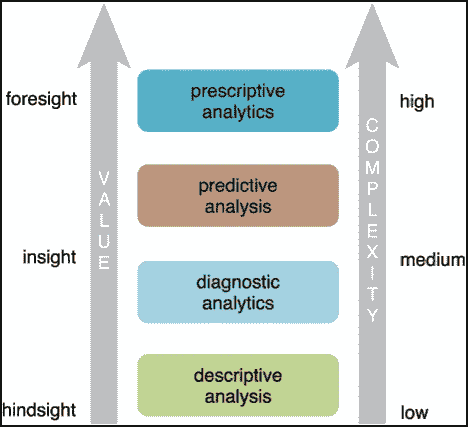 foresight
prescriptive
analytics
high
VALUE
COMPLEXITY
predictive
analysis
insight
medium
diagnostic
analytics
descriptive
analysis
hindsight
low